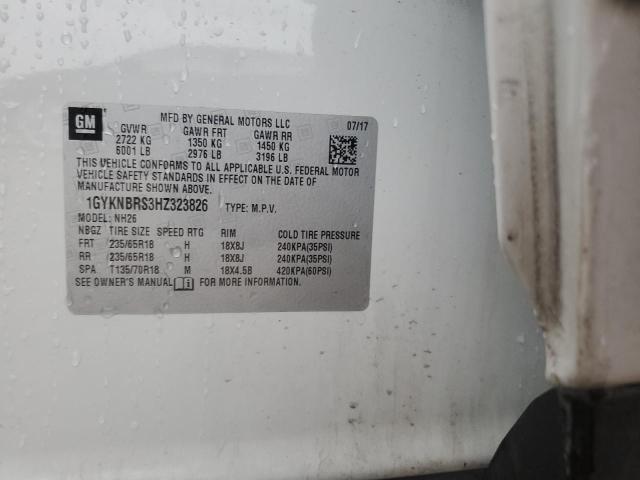 GM
MFD BY GENERAL MOTORS LLC 07/17
GVWR GAWR FRT GAWR RR
2722 KG 1350 KG 1450 KG
6001 LB 2976 LB 3196 LB
THIS VEHICLE CONFORMS TO ALL APPLICABLE U.S. FEDERAL MOTOR
VEHICLE SAFETY STANDARDS IN EFFECT ON THE DATE OF
MANUFACTURE SHOWN ABOVE.
1GYKNBRS3HZ323826 TYPE: M.P.V.
MODEL: NH26
NBGZ TIRE SIZE SPEED RTG RIM COLD TIRE PRESSURE
FRT 235/65R18 H 18X8J 240KPA(35PSI)
RR 235/65R18 H 18X8J 240KPA(35PSI)
SPA T135/70R18 M 18X4.5B 420KPA(60PSI)
SEE OWNER'S MANUAL FOR MORE INFORMATION.